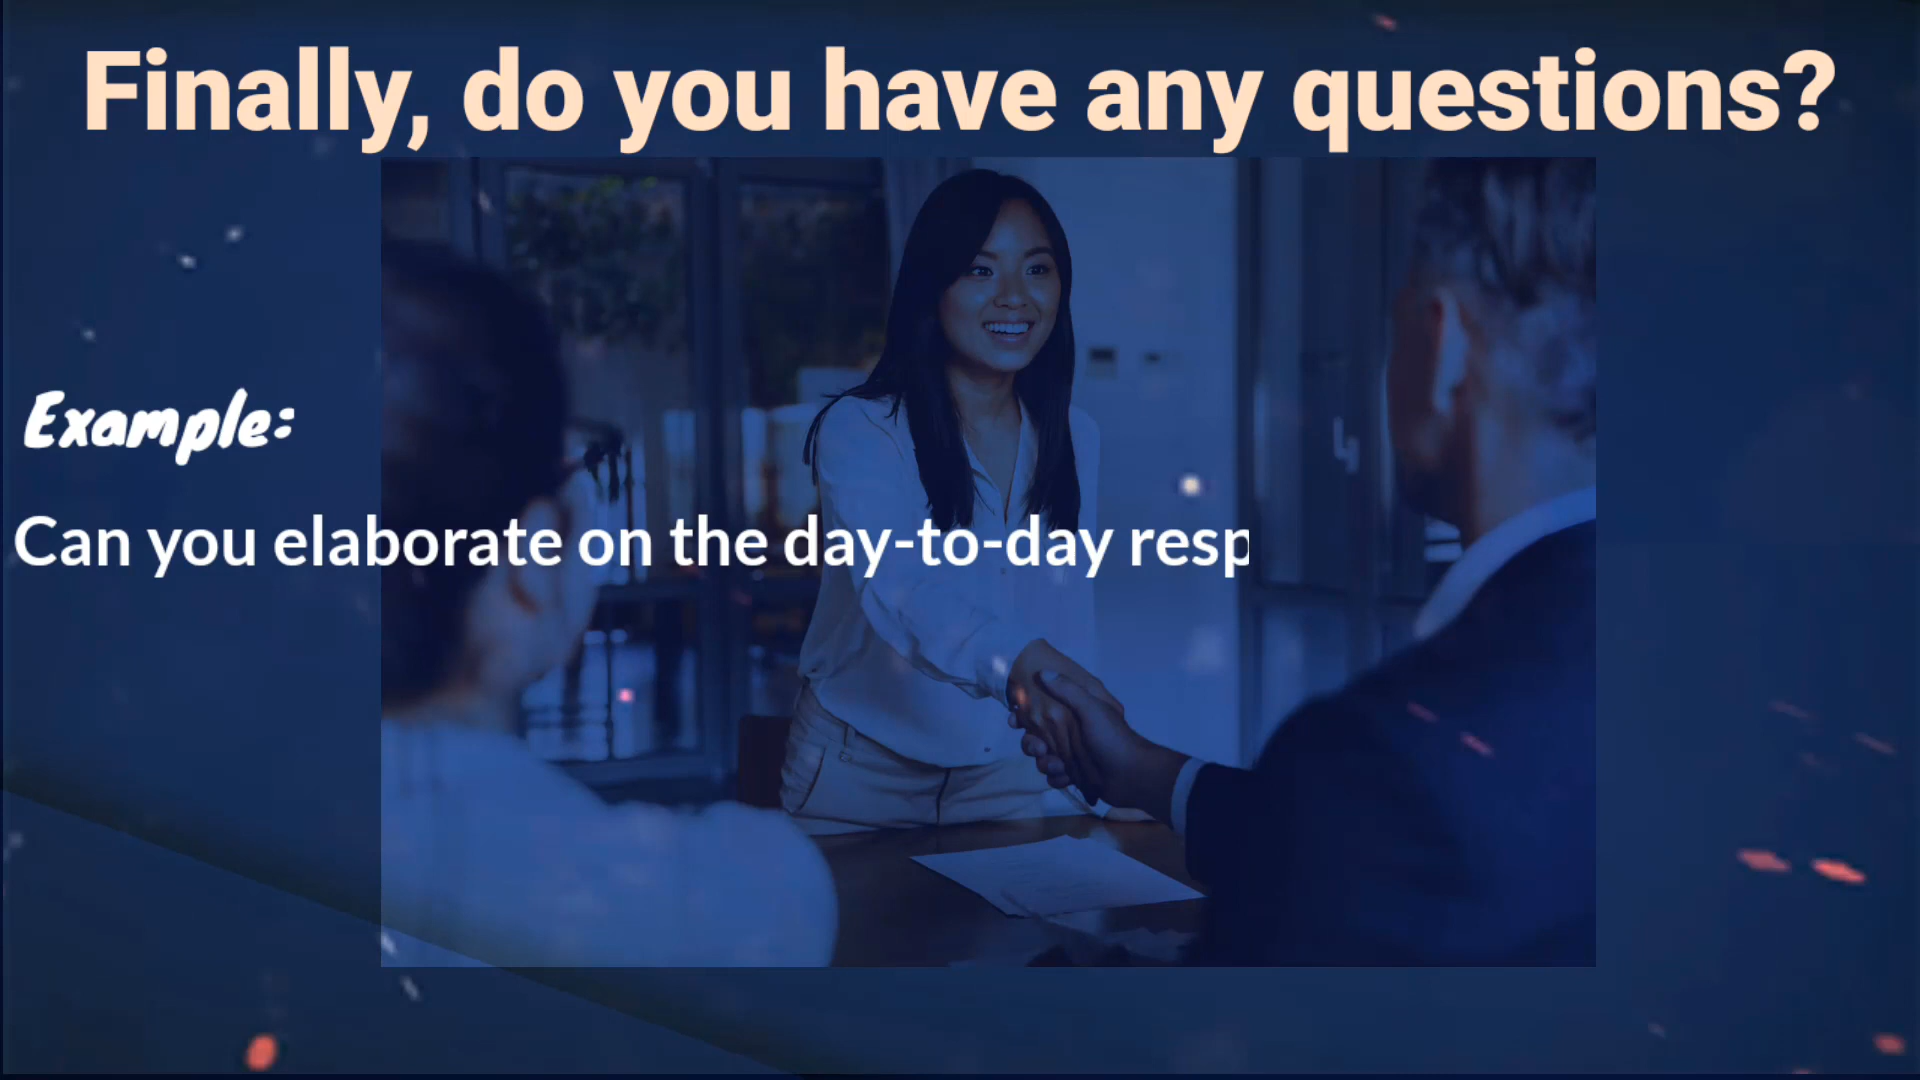 Finally, do you have any questions?
Example:
Can you elaborate on the day-to-day resp